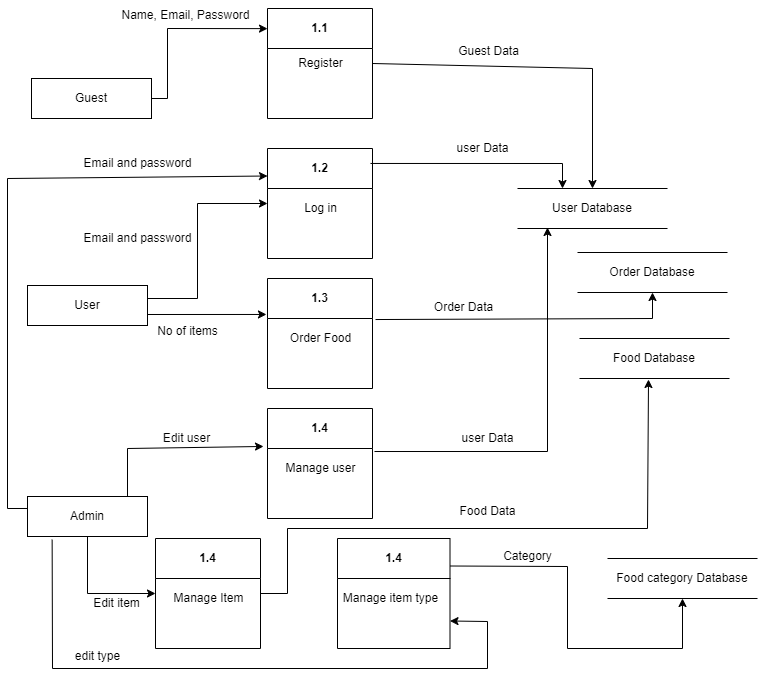 Name, Email, Password
1.1
Guest Data
Register
Guest
Email and password
1.2
user Data
Log in
User Database
Email and password
Order Database
User
1.3
Order Data
No of items
Order Food
Food Database
1.4
Edit user
user Data
Manage user
Admin
Food Data
1.4
1.4
Category
Manage Item
Manage item type
Food category Database
Edit item
edit type